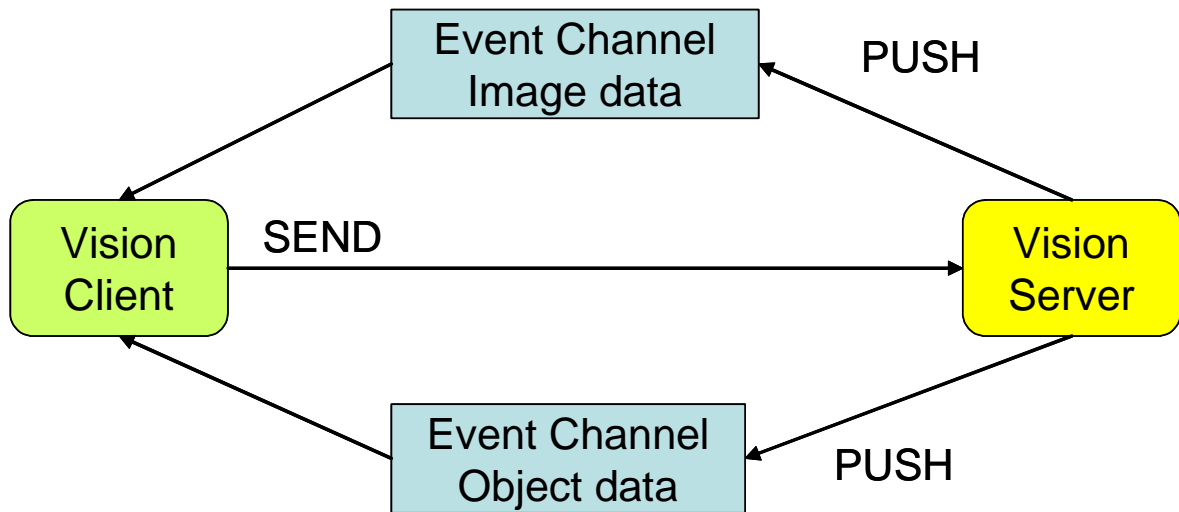 Event Channel
Image data
PUSH
Vision
Client
SEND
Vision
Server
Event Channel
Object data
PUSH